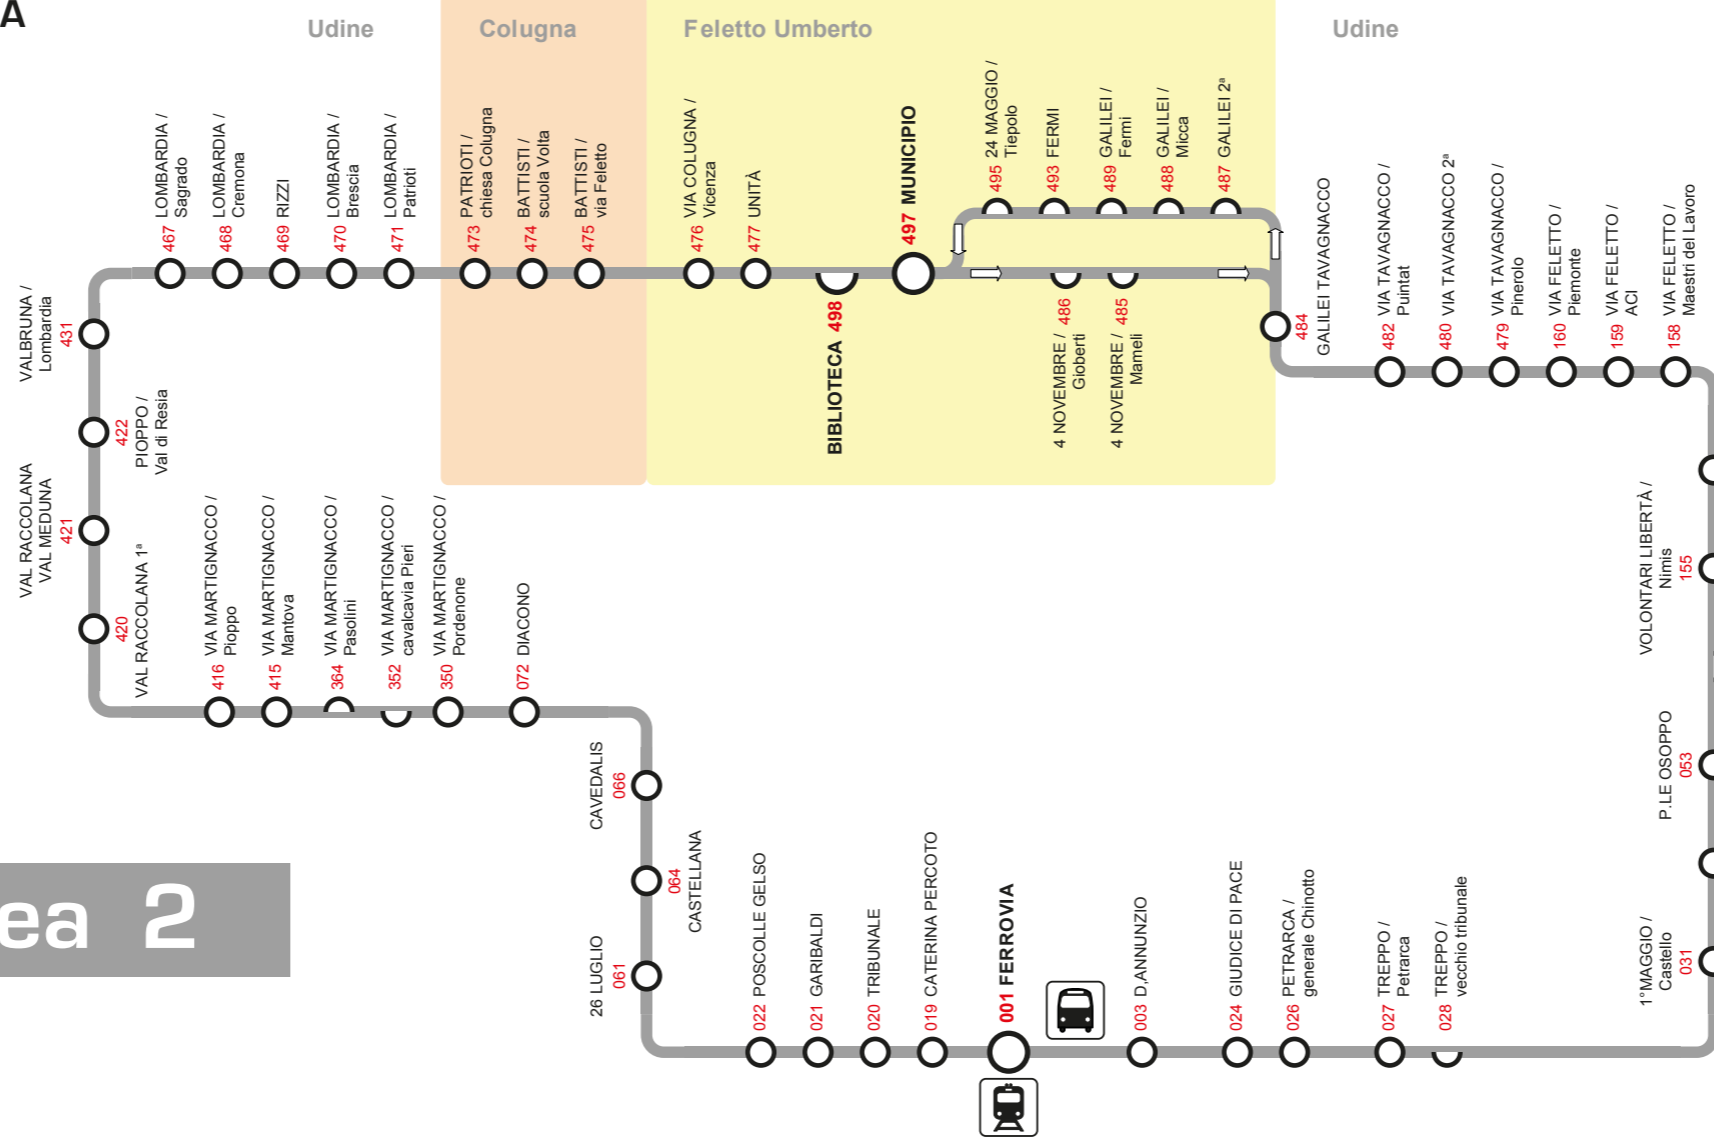 A
Udine
Colugna
Feletto Umberto
Udine
467 LOMBARDIA /
Sagrado
468 LOMBARDIA /
Cremona
469 RIZZI
470 LOMBARDIA /
Brescia
471 LOMBARDIA /
Patrioti
473 PATRIOTI /
chiesa Colugna
474 BATTISTI /
scuola Volta
475 BATTISTI /
via Feletto
476 VIA COLUGNA /
Vicenza
477 UNITÀ
BIBLIOTECA 498
497 MUNICIPIO
495 24 MAGGIO /
Tiepolo
493 FERMI
489 GALILEI /
Fermi
488 GALILEI /
Micca
487 GALILEI 2ª
4 NOVEMBRE / 486
Gioberti
4 NOVEMBRE / 485
Mameli
484
GALILEI TAVAGNACCO
482 VIA TAVAGNACCO /
Puintat
480 VIA TAVAGNACCO 2ª
479 VIA TAVAGNACCO /
Pinerolo
160 VIA FELETTO /
Piemonte
159 VIA FELETTO /
ACI
158 VIA FELETTO /
Maestri del Lavoro
VALBRUNA /
Lombardia
431
422
PIOPPO /
Val di Resia
VAL RACCOLANA
VAL MEDUNA
421
420
VAL RACCOLANA 1ª
416 VIA MARTIGNACCO /
Pioppo
415 VIA MARTIGNACCO /
Mantova
364 VIA MARTIGNACCO /
Pasolini
352 VIA MARTIGNACCO /
cavalcavia Pieri
350 VIA MARTIGNACCO /
Pordenone
072 DIACONO
CAVEDALIS
066
064
CASTELLANA
26 LUGLIO
061
022 POSCOLLE GELSO
021 GARIBALDI
020 TRIBUNALE
019 CATERINA PERCOTO
001 FERROVIA
003 D,ANNUNZIO
024 GIUDICE DI PACE
026 PETRARCA /
generale Chinotto
027 TREPPO /
Petrarca
028 TREPPO /
vecchio tribunale
VOLONTARI LIBERTÀ /
Nimis
155
P.LE OSOPPO
053
1°MAGGIO /
Castello
031
ea 2